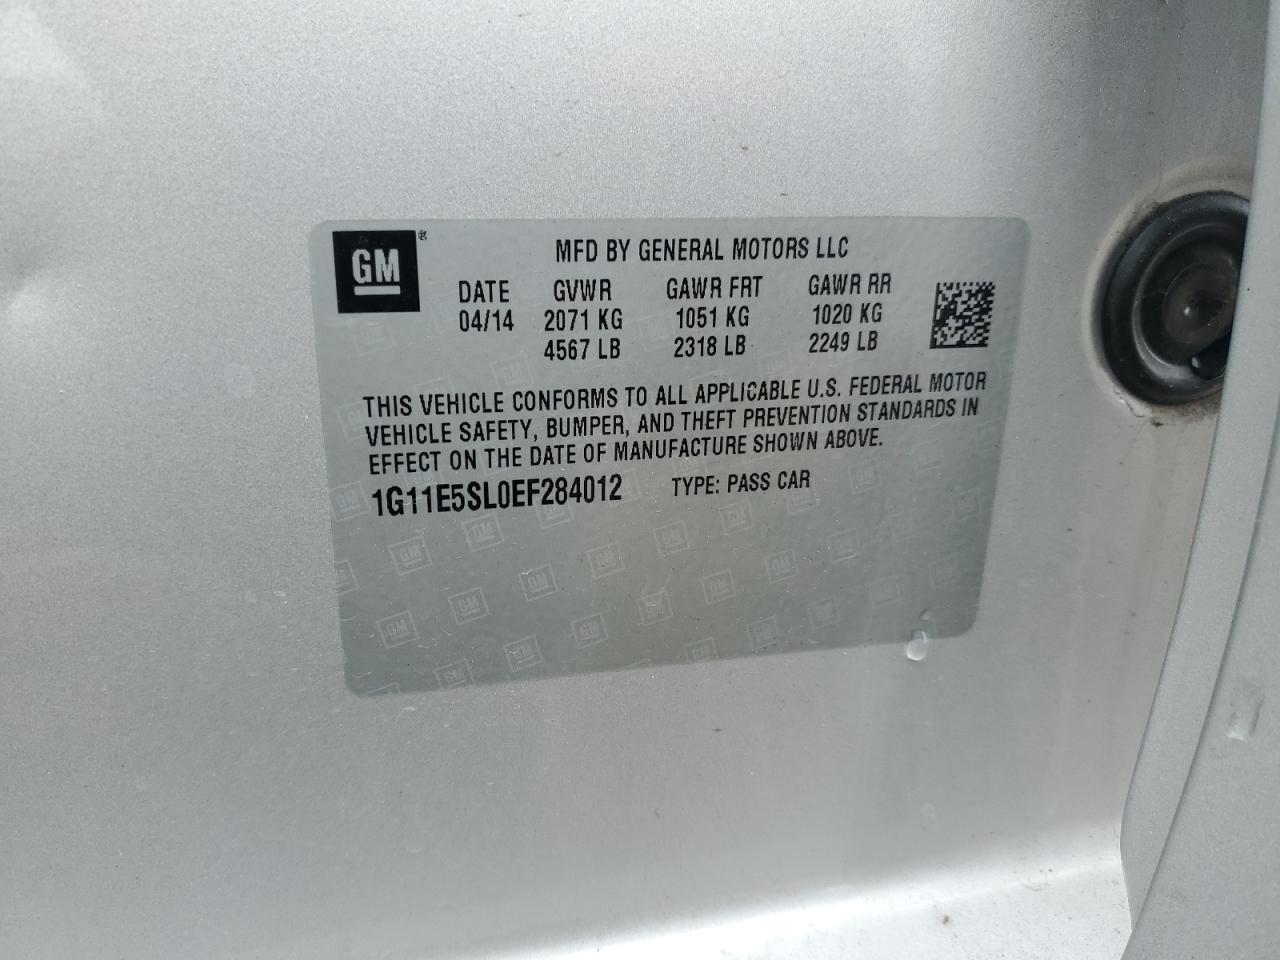 GM®
MFD BY GENERAL MOTORS LLC
DATE GVWR GAWR FRT GAWR RR
04/14 2071 KG 1051 KG 1020 KG
4567 LB 2318 LB 2249 LB
THIS VEHICLE CONFORMS TO ALL APPLICABLE U.S. FEDERAL MOTOR
VEHICLE SAFETY, BUMPER, AND THEFT PREVENTION STANDARDS IN
EFFECT ON THE DATE OF MANUFACTURE SHOWN ABOVE.
1G11E5SL0EF284012 TYPE: PASS CAR